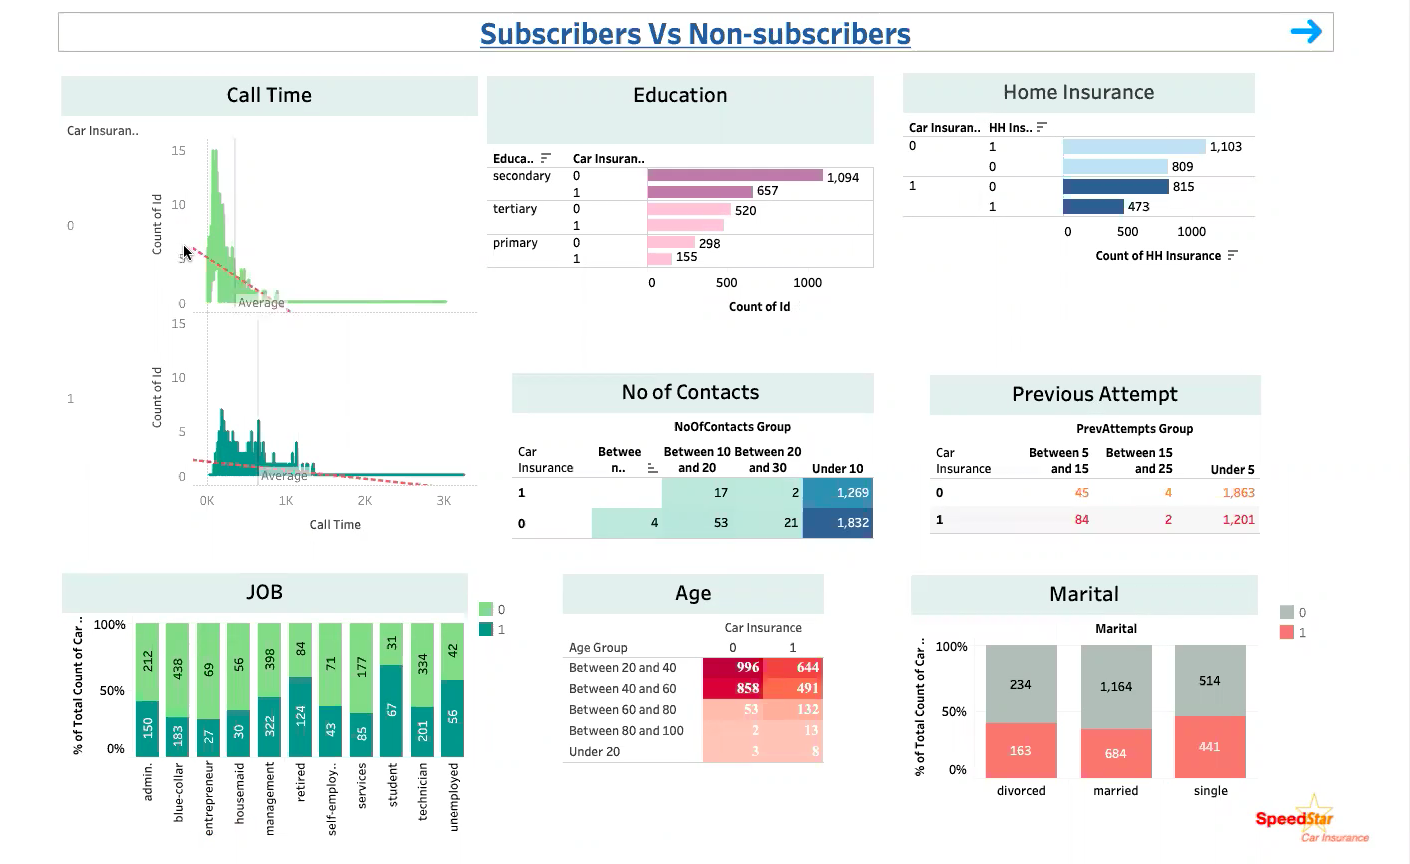 Subscribers Vs Non-subscribers
Call Time
Car Insuran..
15
Count of Id
10
0
5
0
Average
15
Count of Id
10
1
5
0
Average
0K 1K 2K 3K
Call Time
Education
Educa.. Car Insuran..
secondary 0 1,094
1 657
tertiary 0 520
1
primary 0 298
1 155
0 500 1000
Count of Id
Home Insurance
Car Insuran.. HH Ins..
0 1 1,103
0 809
1 0 815
1 473
0 500 1000
Count of HH Insurance
No of Contacts
NoOfContacts Group
Car Insurance Betwee n.. Between 10 and 20 Between 20 and 30 Under 10
1 17 2 1,269
0 4 53 21 1,832
Previous Attempt
PrevAttempts Group
Car Insurance Between 5 and 15 Between 15 and 25 Under 5
0 45 4 1,863
1 84 2 1,201
JOB
0
1
% of Total Count of Car ..
100%
50%
0%
212 438 69 56 398 84 71 177 31 334 42
150 183 27 30 322 124 43 85 67 201 56
admin. blue-collar entrepreneur housemaid management retired self-employ.. services student technician unemployed
Age
Car Insurance
Age Group 0 1
Between 20 and 40 996 644
Between 40 and 60 858 491
Between 60 and 80 53 132
Between 80 and 100 2 13
Under 20 3 8
Marital
0
1
Marital
% of Total Count of Car ..
100%
50%
0%
234 1,164 514
163 684 441
divorced married single
SpeedStar
Car Insurance